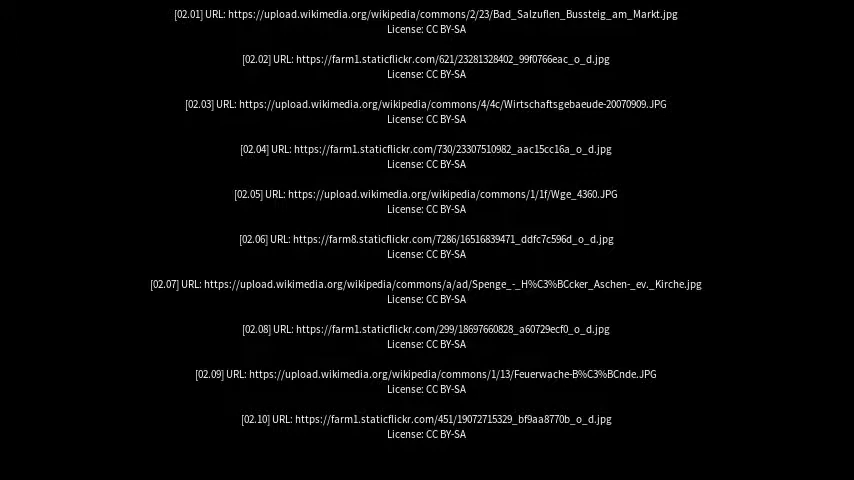 [02.01] URL: https://upload.wikimedia.org/wikipedia/commons/2/23/Bad_Salzuflen_Bussteig_am_Markt.jpg
License: CC BY-SA
[02.02] URL: https://farm1.staticflickr.com/621/23281328402_99f0766eac_o_d.jpg
License: CC BY-SA
[02.03] URL: https://upload.wikimedia.org/wikipedia/commons/4/4c/Wirtschaftsgebaeude-20070909.JPG
License: CC BY-SA
[02.04] URL: https://farm1.staticflickr.com/730/23307510982_aac15cc16a_o_d.jpg
License: CC BY-SA
[02.05] URL: https://upload.wikimedia.org/wikipedia/commons/1/1f/Wge_4360.JPG
License: CC BY-SA
[02.06] URL: https://farm8.staticflickr.com/7286/16516839471_ddfc7c596d_o_d.jpg
License: CC BY-SA
[02.07] URL: https://upload.wikimedia.org/wikipedia/commons/a/ad/Spenge_-_H%C3%BCcker_Aschen-_ev._Kirche.jpg
License: CC BY-SA
[02.08] URL: https://farm1.staticflickr.com/299/18697660828_a60729ecf0_o_d.jpg
License: CC BY-SA
[02.09] URL: https://upload.wikimedia.org/wikipedia/commons/1/13/Feuerwache-B%C3%BCnde.JPG
License: CC BY-SA
[02.10] URL: https://farm1.staticflickr.com/451/19072715329_bf9aa8770b_o_d.jpg
License: CC BY-SA